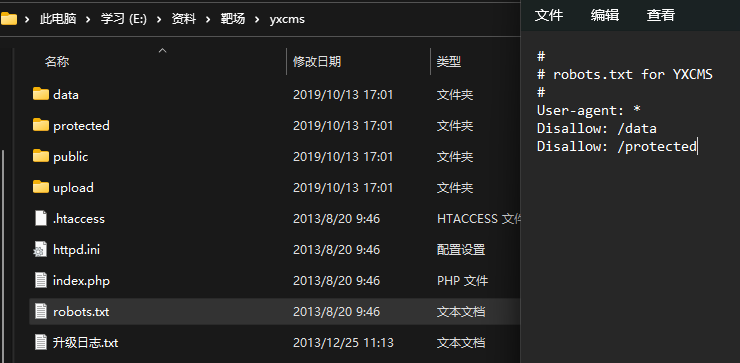 此电脑 › 学习 (E:) › 资料 › 靶场 › yxcms
名称 修改日期 类型
data 2019/10/13 17:01 文件夹
protected 2019/10/13 17:01 文件夹
public 2019/10/13 17:01 文件夹
upload 2019/10/13 17:01 文件夹
.htaccess 2013/8/20 9:46 HTACCESS 文件
httpd.ini 2013/8/20 9:46 配置设置
index.php 2013/8/20 9:46 PHP 文件
robots.txt 2013/8/20 9:46 文本文档
升级日志.txt 2013/12/25 11:13 文本文档
文件 编辑 查看
#
# robots.txt for YXCMS
#
User-agent: *
Disallow: /data
Disallow: /protected